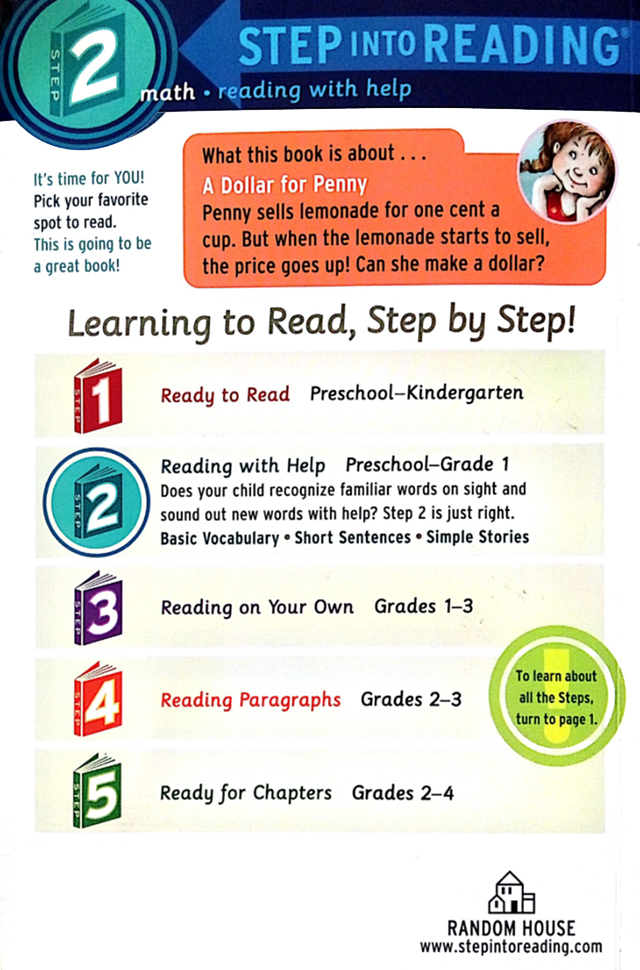 STEP 2
STEP INTO READING®
math • reading with help
It's time for YOU!
Pick your favorite
spot to read.
This is going to be
a great book!
What this book is about . . .
A Dollar for Penny
Penny sells lemonade for one cent a
cup. But when the lemonade starts to sell,
the price goes up! Can she make a dollar?
Learning to Read, Step by Step!
STEP 1
Ready to Read Preschool–Kindergarten
STEP 2
Reading with Help Preschool–Grade 1
Does your child recognize familiar words on sight and
sound out new words with help? Step 2 is just right.
Basic Vocabulary • Short Sentences • Simple Stories
STEP 3
Reading on Your Own Grades 1–3
STEP 4
Reading Paragraphs Grades 2–3
!
To learn about
all the Steps,
turn to page 1.
STEP 5
Ready for Chapters Grades 2–4
RANDOM HOUSE
www.stepintoreading.com